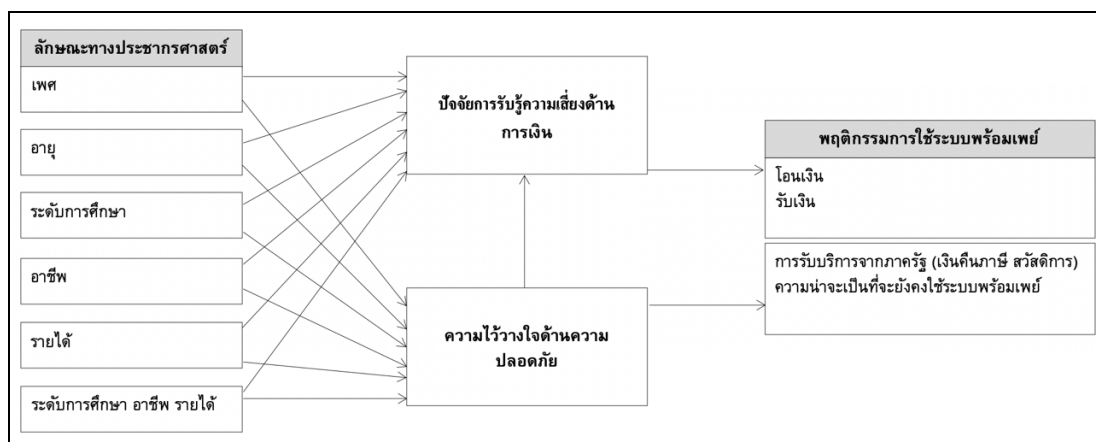 ลักษณะทางประชากรศาสตร์
เพศ
อายุ
ระดับการศึกษา
อาชีพ
รายได้
ระดับการศึกษา อาชีพ รายได้
ปัจจัยการรับรู้ความเสี่ยงด้าน
การเงิน
ความไว้วางใจด้านความ
ปลอดภัย
พฤติกรรมการใช้ระบบพร้อมเพย์
โอนเงิน
รับเงิน
การรับบริการจากภาครัฐ (เงินคืนภาษี สวัสดิการ)
ความน่าจะเป็นที่จะยังคงใช้ระบบพร้อมเพย์